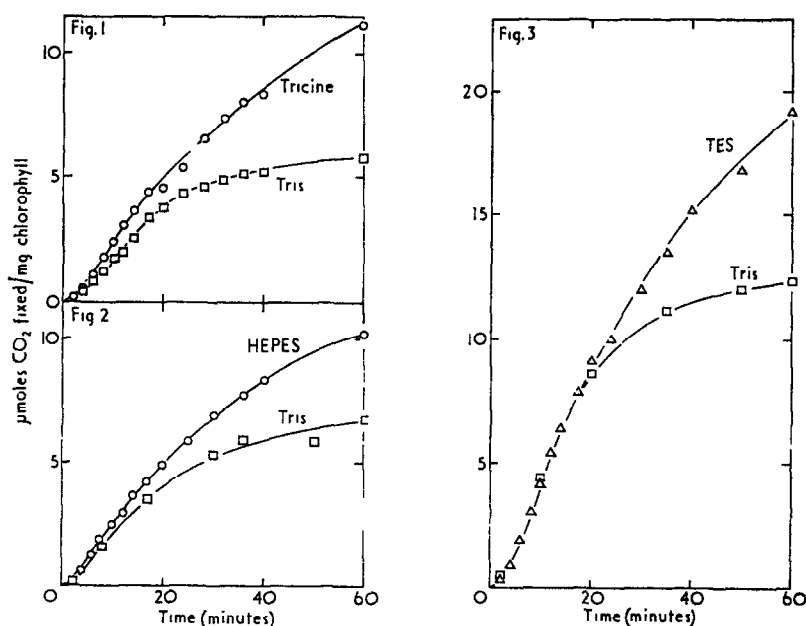 μmoles CO₂ fixed/mg chlorophyll
Fig. 1
10
5
0
Tricine
Tris
Fig 2
10
5
0
HEPES
Tris
0 20 40 60
Time (minutes)
Fig. 3
20
15
10
5
0
TES
Tris
0 20 40 60
Time (minutes)